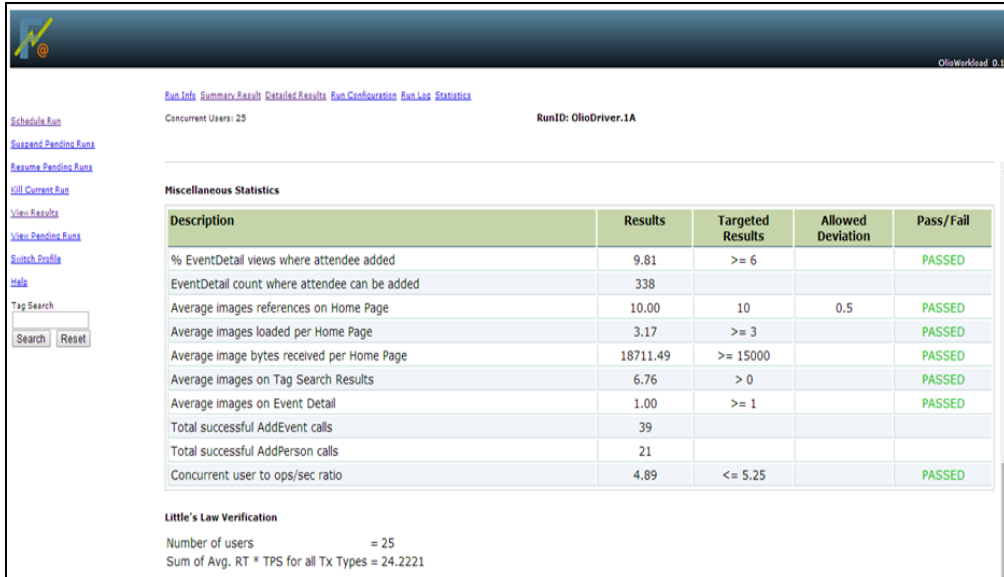 @
OlioWorkload 0.1
Run Info Summary Result Detailed Results Run Configuration Run Log Statistics
Concurrent Users: 25 RunID: OlioDriver.1A
Schedule Run
Suspend Pending Runs
Resume Pending Runs
Kill Current Run
View Results
View Pending Runs
Switch Profile
Help
Tag Search
Search Reset
Miscellaneous Statistics
Description Results Targeted Results Allowed Deviation Pass/Fail
% EventDetail views where attendee added 9.81 >= 6 PASSED
EventDetail count where attendee can be added 338
Average images references on Home Page 10.00 10 0.5 PASSED
Average images loaded per Home Page 3.17 >= 3 PASSED
Average image bytes received per Home Page 18711.49 >= 15000 PASSED
Average images on Tag Search Results 6.76 > 0 PASSED
Average images on Event Detail 1.00 >= 1 PASSED
Total successful AddEvent calls 39
Total successful AddPerson calls 21
Concurrent user to ops/sec ratio 4.89 <= 5.25 PASSED
Little's Law Verification
Number of users = 25
Sum of Avg. RT * TPS for all Tx Types = 24.2221